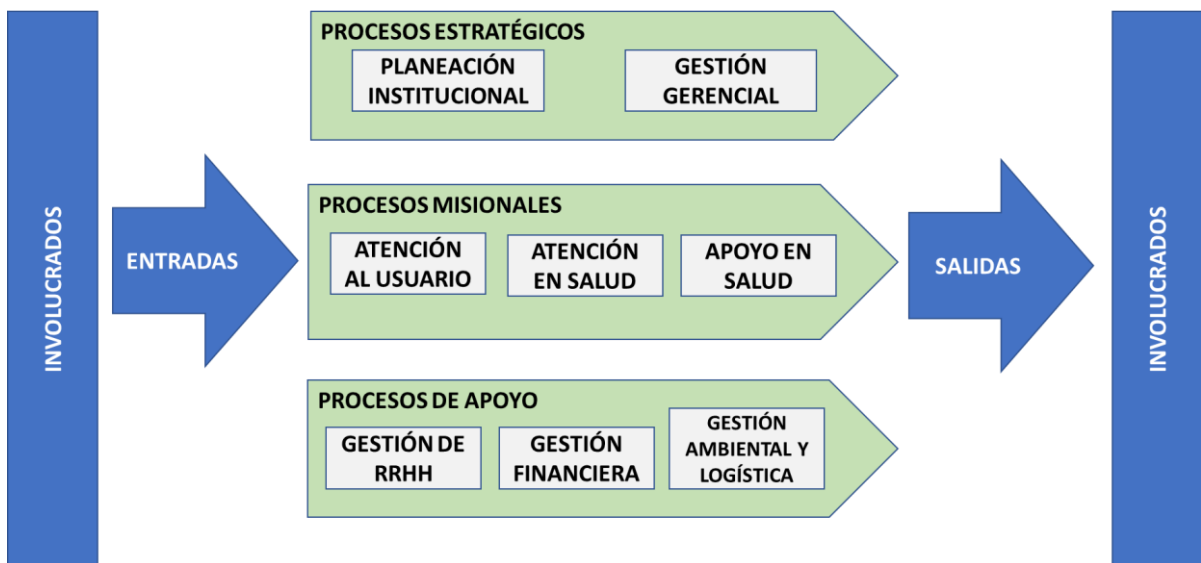 INVOLUCRADOS
ENTRADAS
PROCESOS ESTRATÉGICOS
PLANEACIÓN
INSTITUCIONAL
GESTIÓN
GERENCIAL
PROCESOS MISIONALES
ATENCIÓN
AL USUARIO
ATENCIÓN
EN SALUD
APOYO EN
SALUD
PROCESOS DE APOYO
GESTIÓN DE
RRHH
GESTIÓN
FINANCIERA
GESTIÓN
AMBIENTAL Y
LOGÍSTICA
SALIDAS
INVOLUCRADOS